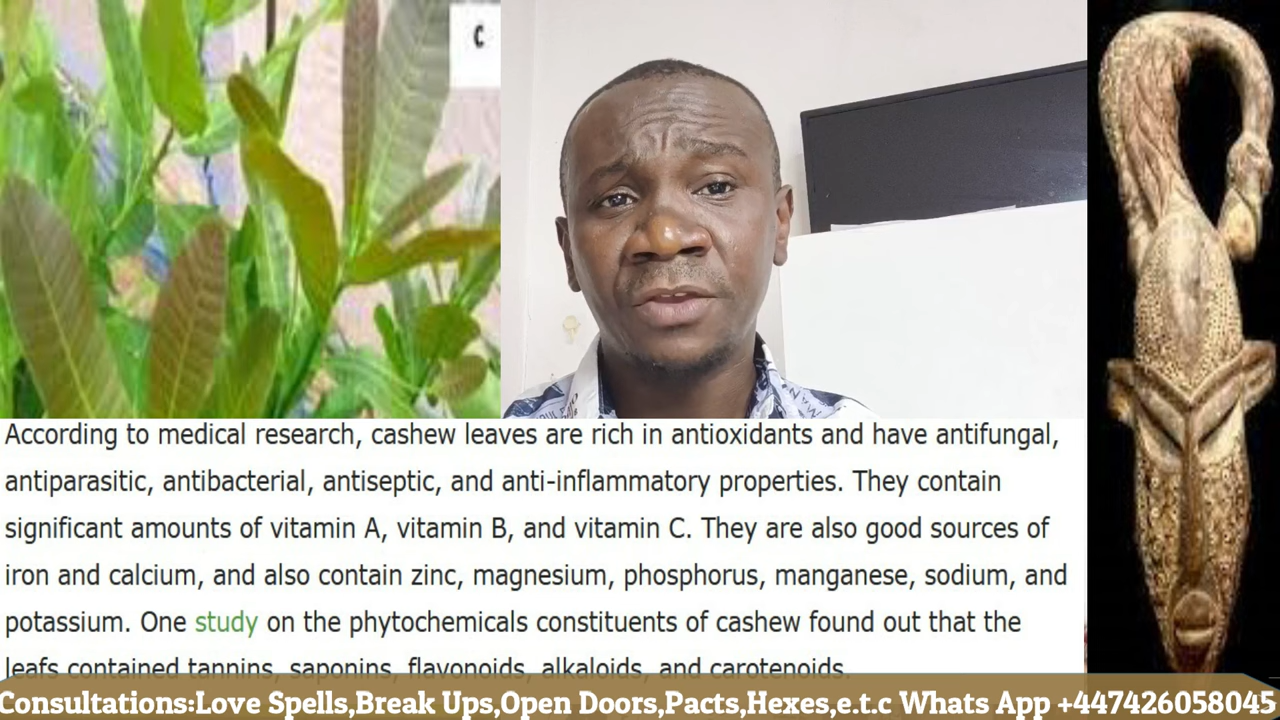 C
According to medical research, cashew leaves are rich in antioxidants and have antifungal,
antiparasitic, antibacterial, antiseptic, and anti-inflammatory properties. They contain
significant amounts of vitamin A, vitamin B, and vitamin C. They are also good sources of
iron and calcium, and also contain zinc, magnesium, phosphorus, manganese, sodium, and
potassium. One study on the phytochemicals constituents of cashew found out that the
leafs contained tannins, saponins, flavonoids, alkaloids, and carotenoids.
Consultations:Love Spells,Break Ups,Open Doors,Pacts,Hexes,e.t.c Whats App +447426058045